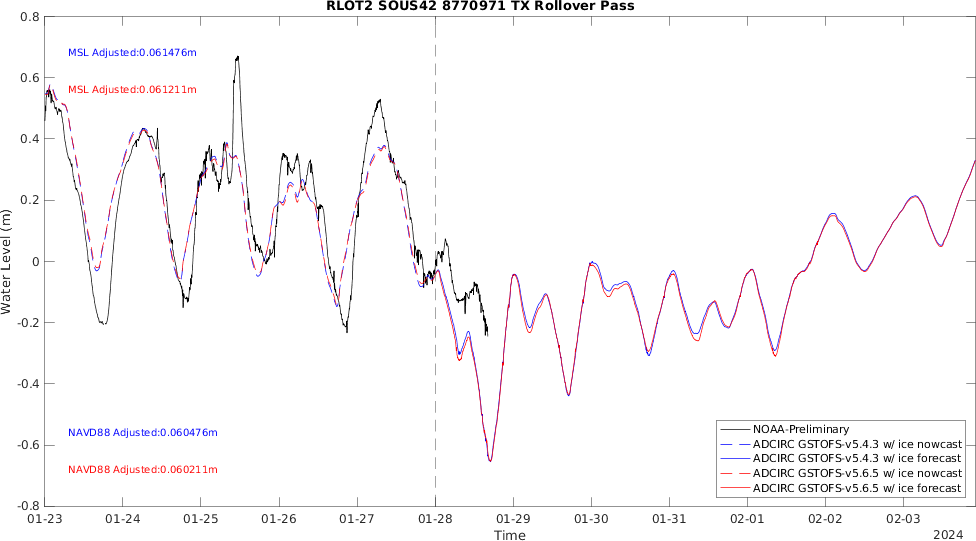 RLOT2 SOUS42 8770971 TX Rollover Pass
0.8
0.6
0.4
0.2
0
-0.2
-0.4
-0.6
-0.8
Water Level (m)
MSL Adjusted:0.061476m
MSL Adjusted:0.061211m
NAVD88 Adjusted:0.060476m
NAVD88 Adjusted:0.060211m
NOAA-Preliminary
ADCIRC GSTOFS-v5.4.3 w/ ice nowcast
ADCIRC GSTOFS-v5.4.3 w/ ice forecast
ADCIRC GSTOFS-v5.6.5 w/ ice nowcast
ADCIRC GSTOFS-v5.6.5 w/ ice forecast
01-23 01-24 01-25 01-26 01-27 01-28 01-29 01-30 01-31 02-01 02-02 02-03
Time
2024